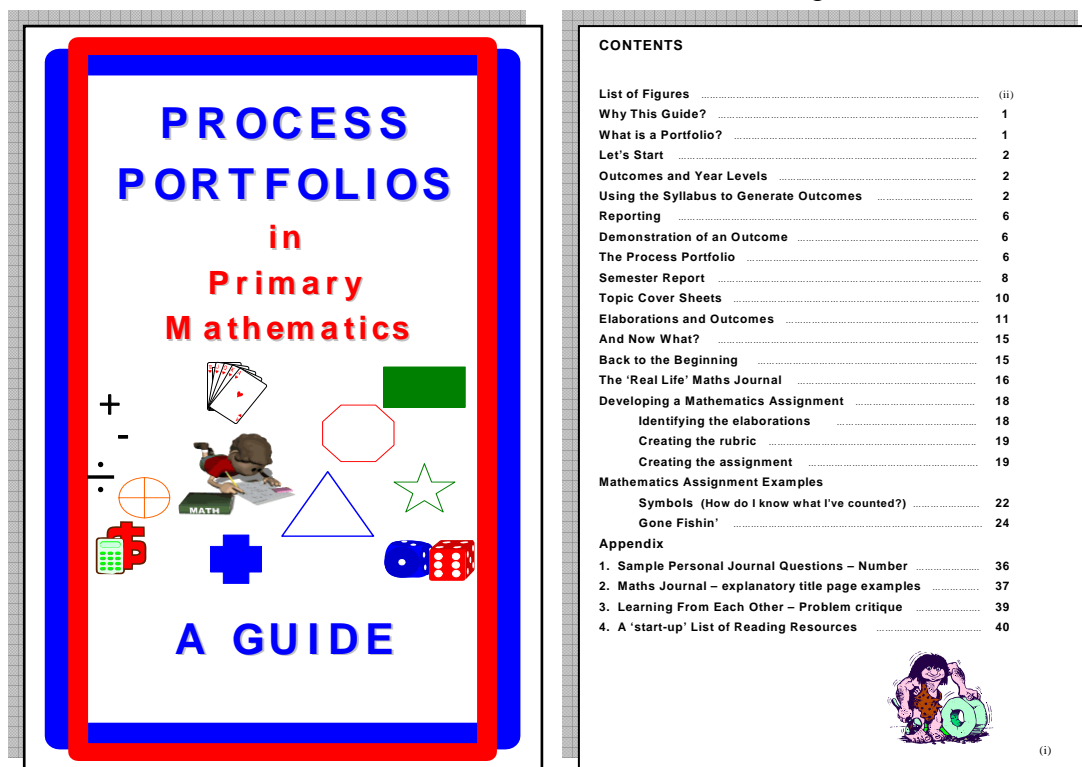 PROCESS
PORTFOLIOS
in
Primary
Mathematics
+
-
÷
MATH
A GUIDE
CONTENTS
List of Figures (ii)
Why This Guide? 1
What is a Portfolio? 1
Let's Start 2
Outcomes and Year Levels 2
Using the Syllabus to Generate Outcomes 2
Reporting 6
Demonstration of an Outcome 6
The Process Portfolio 6
Semester Report 8
Topic Cover Sheets 10
Elaborations and Outcomes 11
And Now What? 15
Back to the Beginning 15
The 'Real Life' Maths Journal 16
Developing a Mathematics Assignment 18
Identifying the elaborations 18
Creating the rubric 19
Creating the assignment 19
Mathematics Assignment Examples
Symbols (How do I know what I've counted?) 22
Gone Fishin' 24
Appendix
1. Sample Personal Journal Questions – Number 36
2. Maths Journal – explanatory title page examples 37
3. Learning From Each Other – Problem critique 39
4. A 'start-up' List of Reading Resources 40
(i)